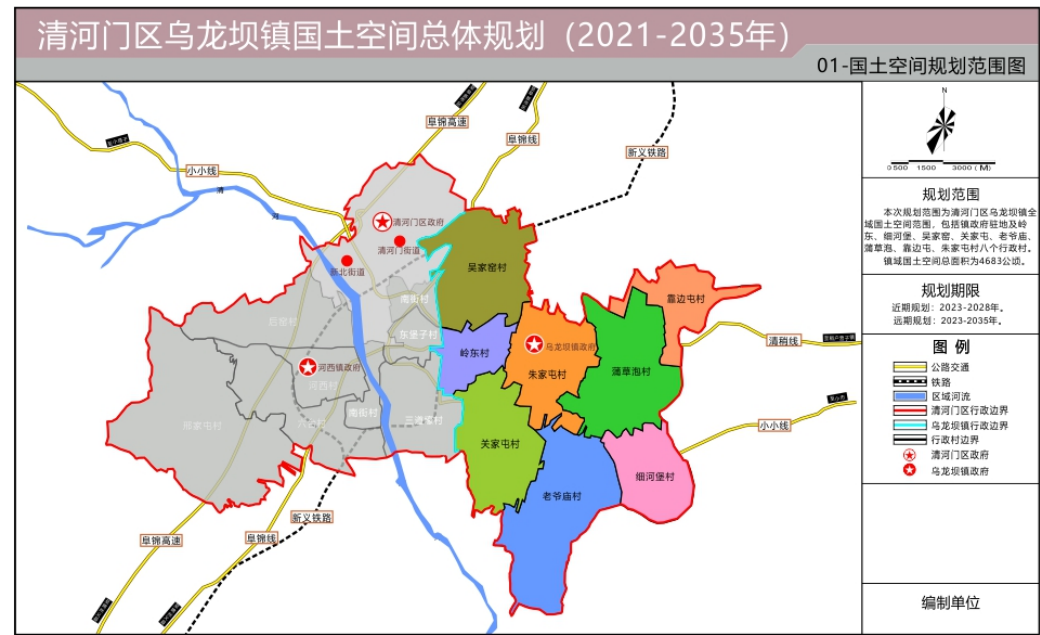 清河门区乌龙坝镇国土空间总体规划（2021-2035年）
01-国土空间规划范围图
N
0 500 1500 3000 (M)
规划范围
本次规划范围为清河门区乌龙坝镇全
域国土空间范围，包括镇政府驻地及岭
东、细河堡、吴家窑、关家屯、老爷庙、
蒲草泡、靠边屯、朱家屯村八个行政村。
镇域国土空间总面积为4683公顷。
规划期限
近期规划：2023-2028年。
远期规划：2023-2035年。
图 例
公路交通
铁路
区域河流
清河门区行政边界
乌龙坝镇行政边界
行政村边界
清河门区政府
乌龙坝镇政府
编制单位
阜锦高速
阜锦线
新义铁路
小小线
清
河
清河门区政府
清河门街道
新北街道
吴家窑村
靠边屯村
南街村
东堡子村
岭东村
乌龙坝镇政府
朱家屯村
蒲草泡村
清稍线
河西镇政府
河西村
南街村
关家屯村
小小线
老爷庙村
细河堡村
新义铁路
阜锦高速
阜锦线